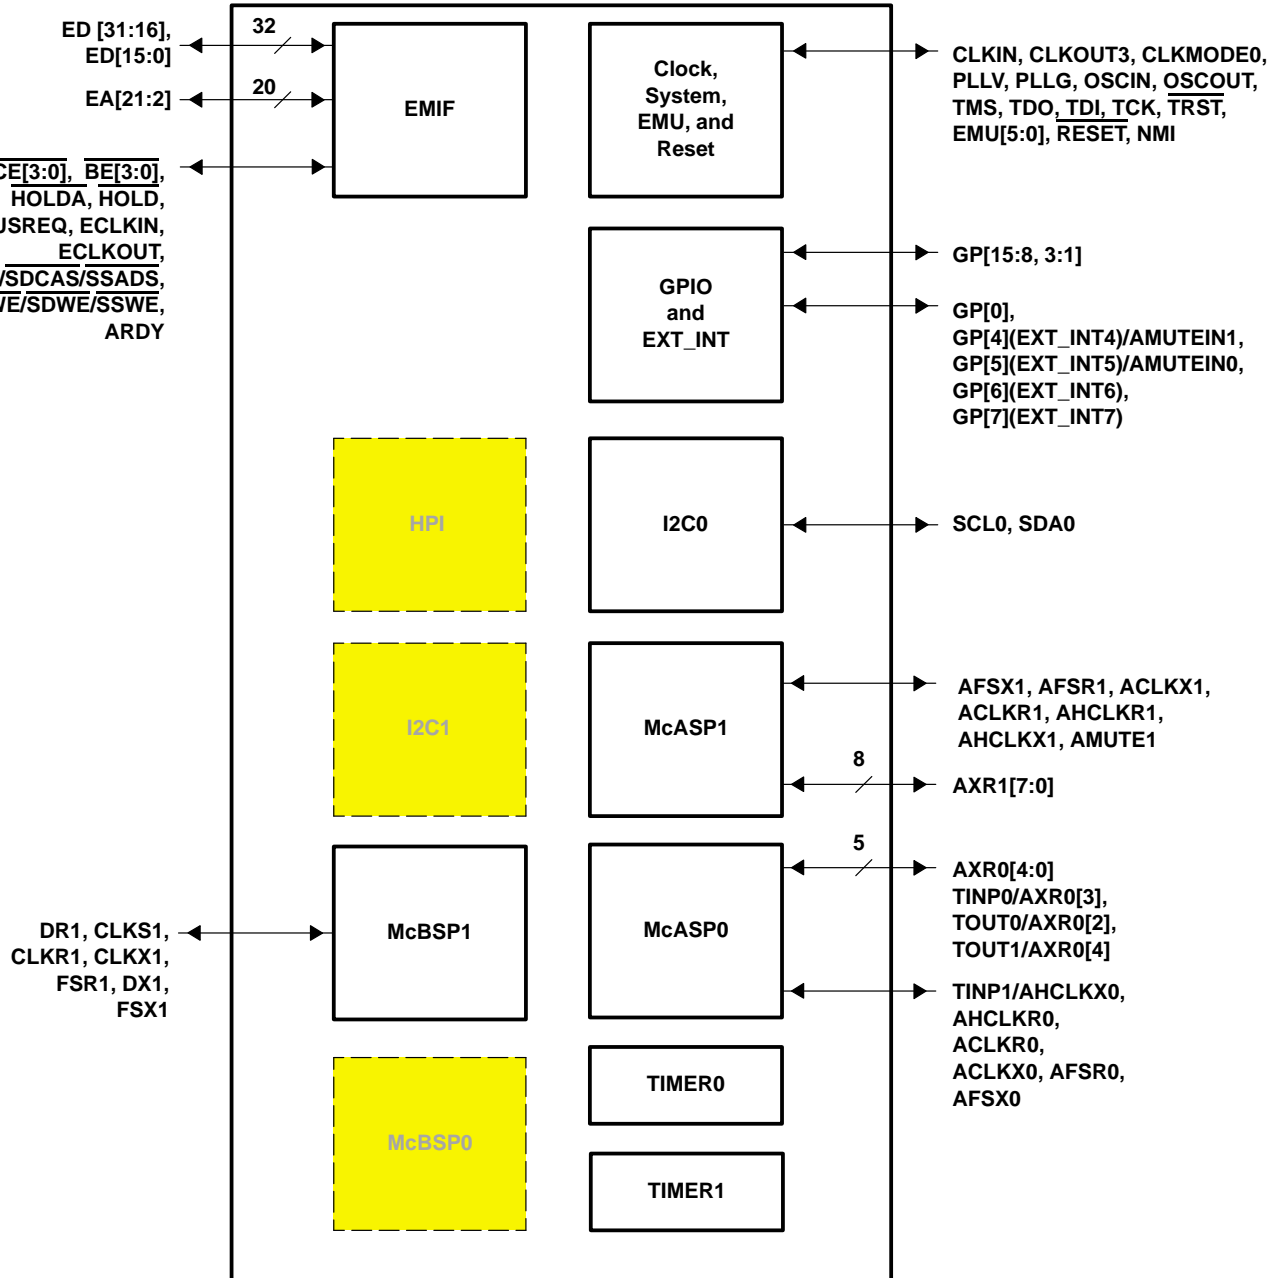 ED [31:16],
ED[15:0]
32
EA[21:2]
20
CE[3:0], BE[3:0],
HOLDA, HOLD,
USREQ, ECLKIN,
ECLKOUT,
/SDCAS/SSADS,
WE/SDWE/SSWE,
ARDY
EMIF
Clock,
System,
EMU, and
Reset
CLKIN, CLKOUT3, CLKMODE0,
PLLV, PLLG, OSCIN, OSCOUT,
TMS, TDO, TDI, TCK, TRST,
EMU[5:0], RESET, NMI
GPIO
and
EXT_INT
GP[15:8, 3:1]
GP[0],
GP[4](EXT_INT4)/AMUTEIN1,
GP[5](EXT_INT5)/AMUTEIN0,
GP[6](EXT_INT6),
GP[7](EXT_INT7)
HPI
I2C0
SCL0, SDA0
I2C1
McASP1
AFSX1, AFSR1, ACLKX1,
ACLKR1, AHCLKR1,
AHCLKX1, AMUTE1
8
AXR1[7:0]
DR1, CLKS1,
CLKR1, CLKX1,
FSR1, DX1,
FSX1
McBSP1
McASP0
5
AXR0[4:0]
TINP0/AXR0[3],
TOUT0/AXR0[2],
TOUT1/AXR0[4]
TINP1/AHCLKX0,
AHCLKR0,
ACLKR0,
ACLKX0, AFSR0,
AFSX0
McBSP0
TIMER0
TIMER1